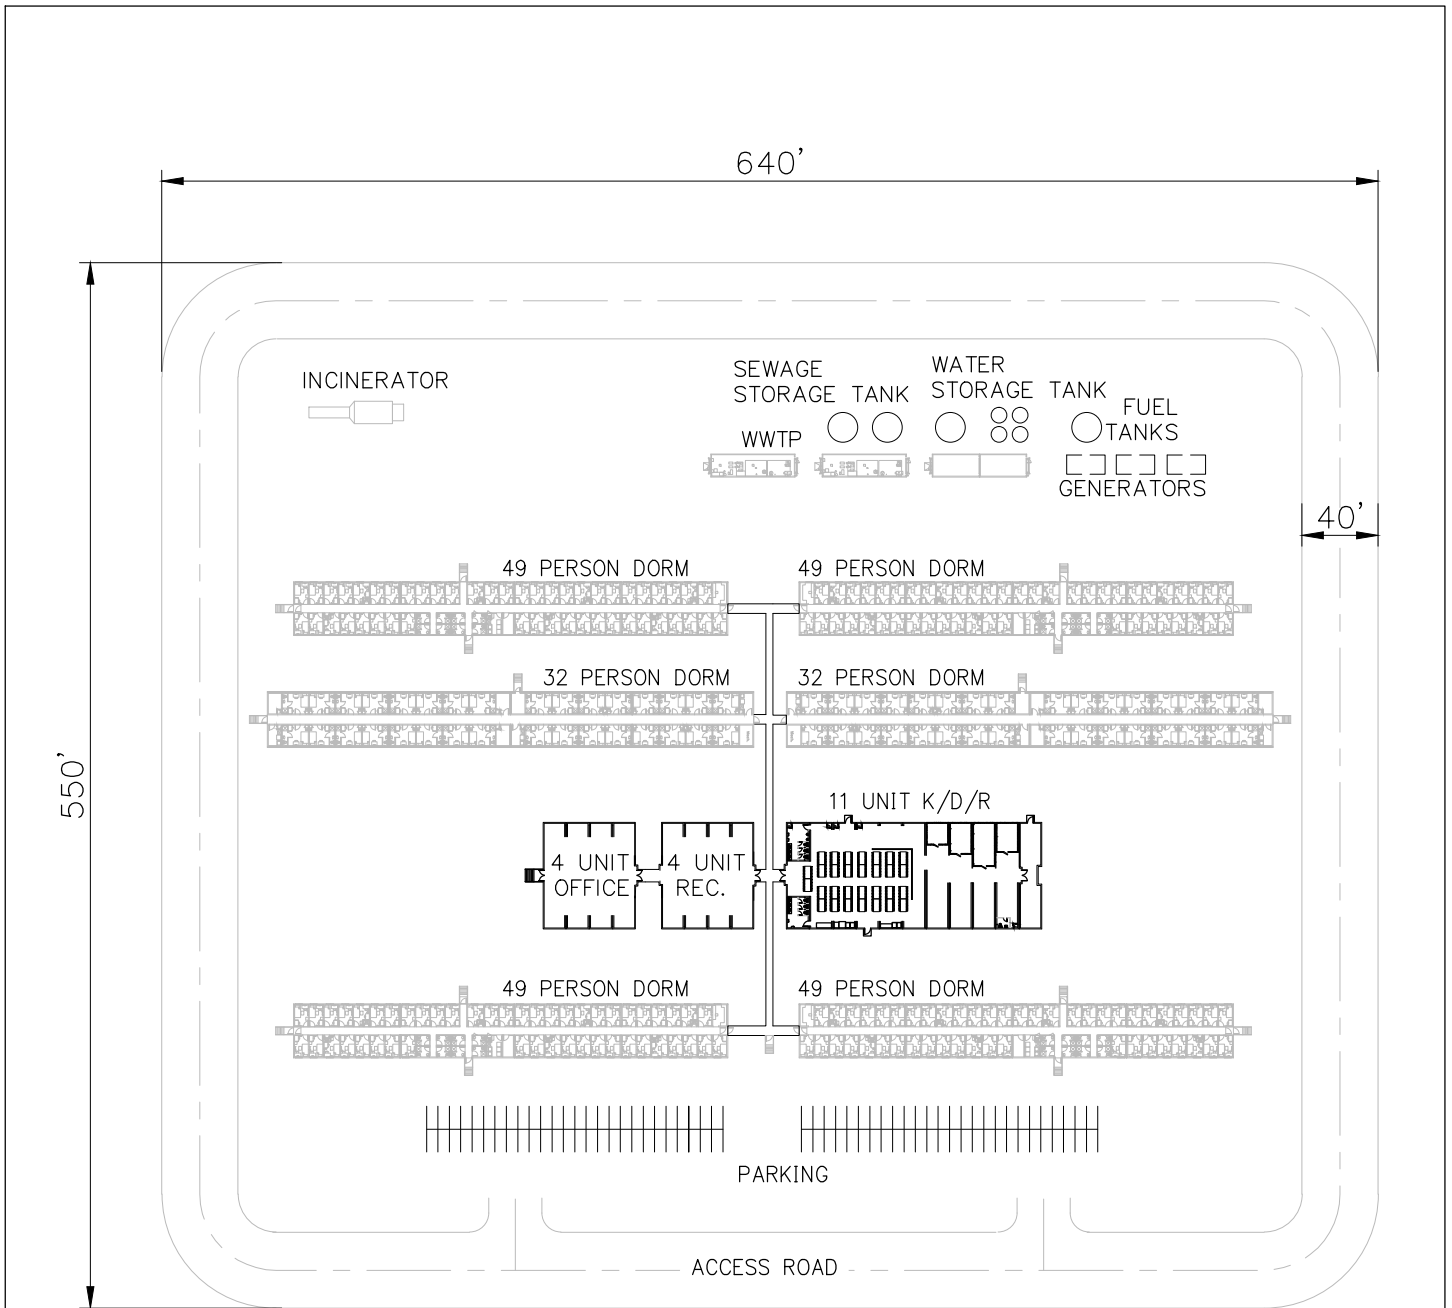 640'
550'
INCINERATOR
SEWAGE
STORAGE TANK
WATER
STORAGE TANK
FUEL
TANKS
WWTP
GENERATORS
40'
49 PERSON DORM
49 PERSON DORM
32 PERSON DORM
32 PERSON DORM
11 UNIT K/D/R
4 UNIT
OFFICE
4 UNIT
REC.
49 PERSON DORM
49 PERSON DORM
PARKING
ACCESS ROAD